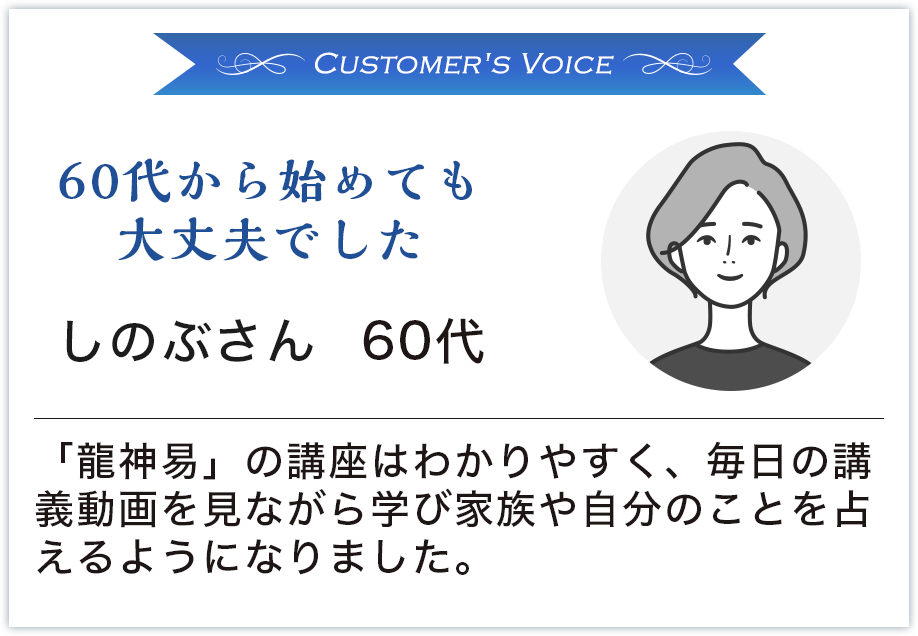 CUSTOMER'S VOICE
60代から始めても
大丈夫でした
しのぶさん 60代
「龍神易」の講座はわかりやすく、毎日の講
義動画を見ながら学び家族や自分のことを占
えるようになりました。